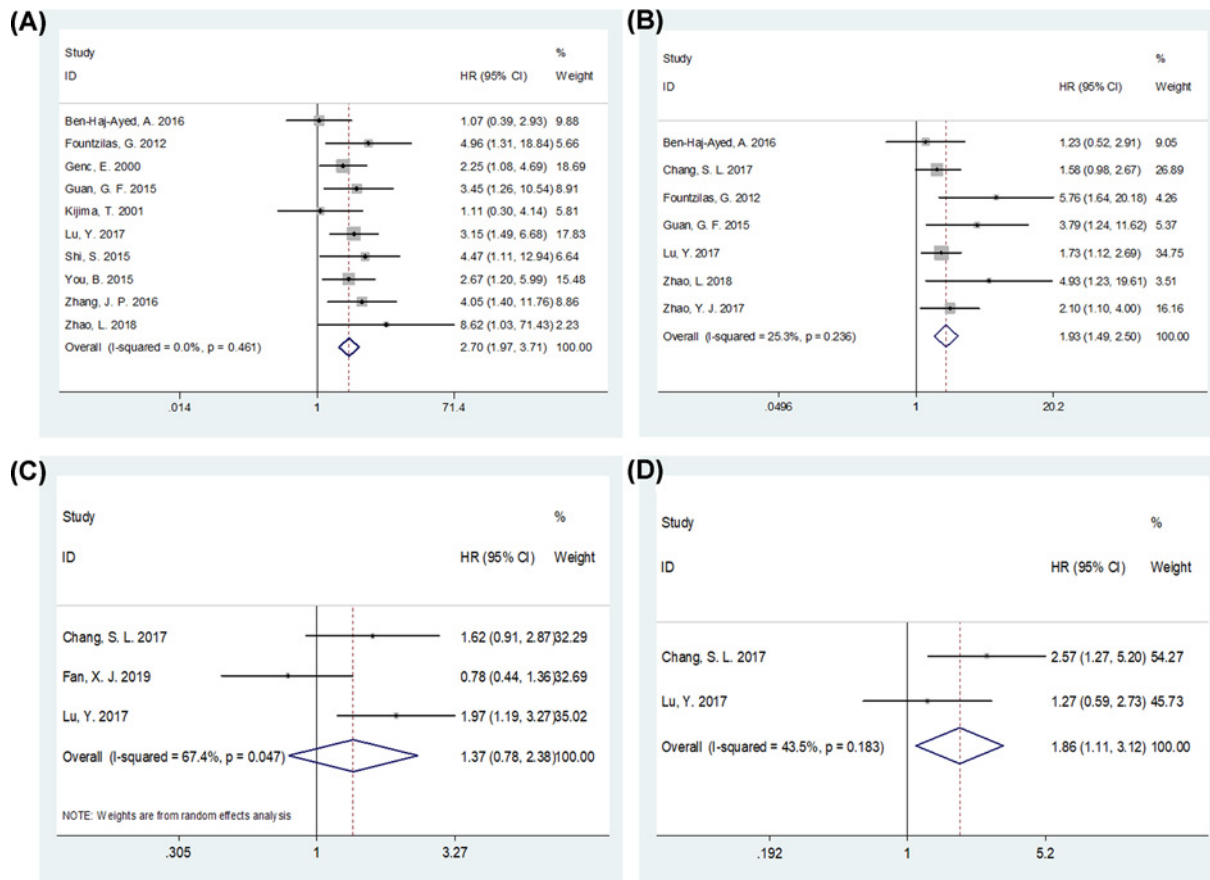 (A)
Study %
ID HR (95% CI) Weight
Ben-Haj-Ayed, A. 2016 1.07 (0.39, 2.93) 9.88
Fountzilas, G. 2012 4.96 (1.31, 18.84) 5.66
Genc, E. 2000 2.25 (1.08, 4.69) 18.69
Guan, G. F. 2015 3.45 (1.26, 10.54) 8.91
Kijima, T. 2001 1.11 (0.30, 4.14) 5.81
Lu, Y. 2017 3.15 (1.49, 6.68) 17.83
Shi, S. 2015 4.47 (1.11, 12.94) 6.64
You, B. 2015 2.67 (1.20, 5.99) 15.48
Zhang, J. P. 2016 4.05 (1.40, 11.76) 8.86
Zhao, L. 2018 8.62 (1.03, 71.43) 2.23
Overall (I-squared = 0.0%, p = 0.461) 2.70 (1.97, 3.71) 100.00
.014 1 71.4
(B)
Study %
ID HR (95% CI) Weight
Ben-Haj-Ayed, A. 2016 1.23 (0.52, 2.91) 9.05
Chang, S. L. 2017 1.58 (0.98, 2.67) 26.89
Fountzilas, G. 2012 5.76 (1.64, 20.18) 4.26
Guan, G. F. 2015 3.79 (1.24, 11.62) 5.37
Lu, Y. 2017 1.73 (1.12, 2.69) 34.75
Zhao, L. 2018 4.93 (1.23, 19.61) 3.51
Zhao, Y. J. 2017 2.10 (1.10, 4.00) 16.16
Overall (I-squared = 25.3%, p = 0.236) 1.93 (1.49, 2.50) 100.00
.0496 1 20.2
(C)
Study %
ID HR (95% CI) Weight
Chang, S. L. 2017 1.62 (0.91, 2.87) 32.29
Fan, X. J. 2019 0.78 (0.44, 1.36) 32.69
Lu, Y. 2017 1.97 (1.19, 3.27) 35.02
Overall (I-squared = 67.4%, p = 0.047) 1.37 (0.78, 2.38) 100.00
NOTE: Weights are from random effects analysis
.305 1 3.27
(D)
Study %
ID HR (95% CI) Weight
Chang, S. L. 2017 2.57 (1.27, 5.20) 54.27
Lu, Y. 2017 1.27 (0.59, 2.73) 45.73
Overall (I-squared = 43.5%, p = 0.183) 1.86 (1.11, 3.12) 100.00
.192 1 5.2